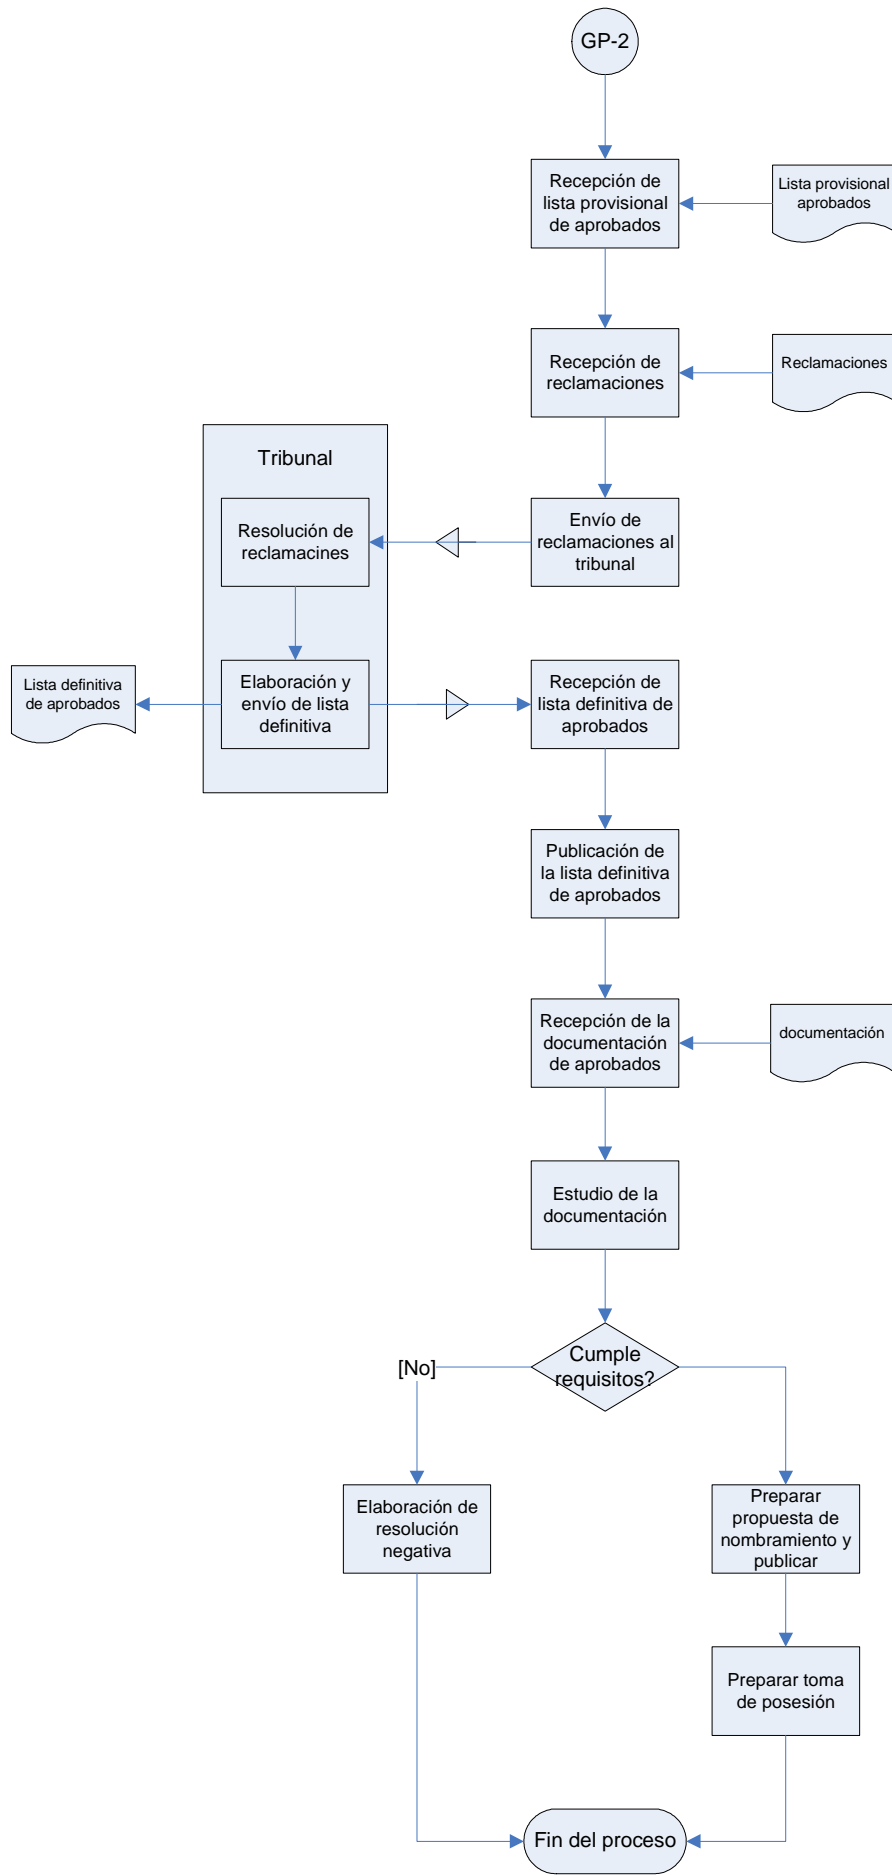 GP-2
Recepción de
lista provisional
de aprobados
Lista provisional
aprobados
Recepción de
reclamaciones
Reclamaciones
Tribunal
Resolución de
reclamacines
Envío de
reclamaciones al
tribunal
Lista definitiva
de aprobados
Elaboración y
envío de lista
definitiva
Recepción de
lista definitiva de
aprobados
Publicación de
la lista definitiva
de aprobados
Recepción de la
documentación
de aprobados
documentación
Estudio de la
documentación
Cumple
requisitos?
[No]
Elaboración de
resolución
negativa
Preparar
propuesta de
nombramiento y
publicar
Preparar toma
de posesión
Fin del proceso